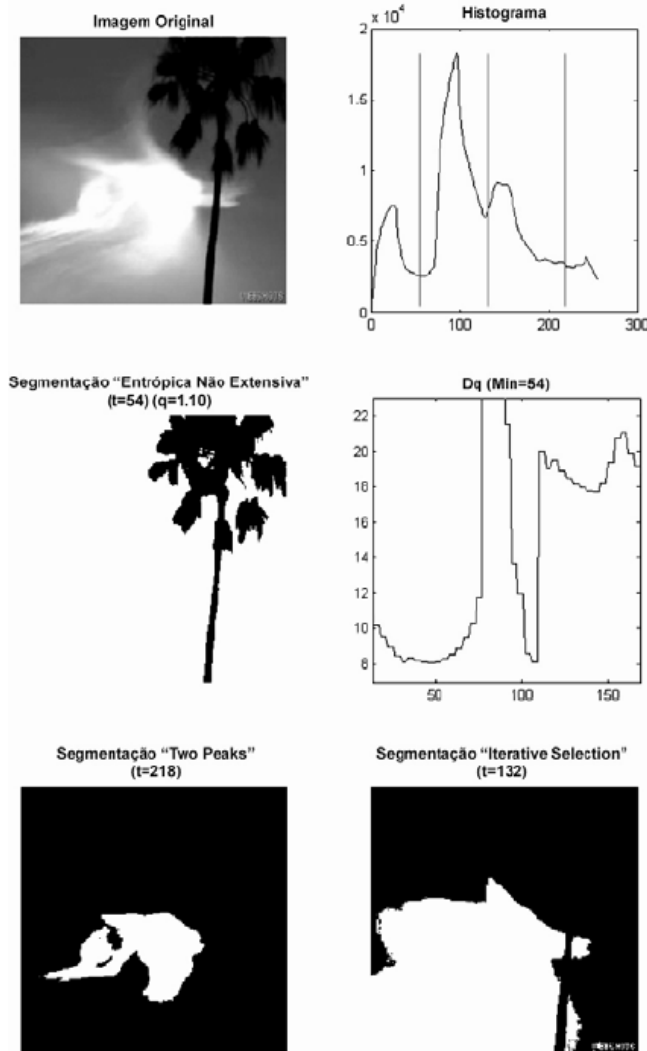 Imagem Original
Histograma
x 10^4
2
1.5
1
0.5
0
0
100
200
300
Segmentação “Entrópica Não Extensiva”
(t=54) (q=1.10)
Dq (Min=54)
22
20
18
16
14
12
10
8
50
100
150
Segmentação “Two Peaks”
(t=218)
Segmentação “Iterative Selection”
(t=132)